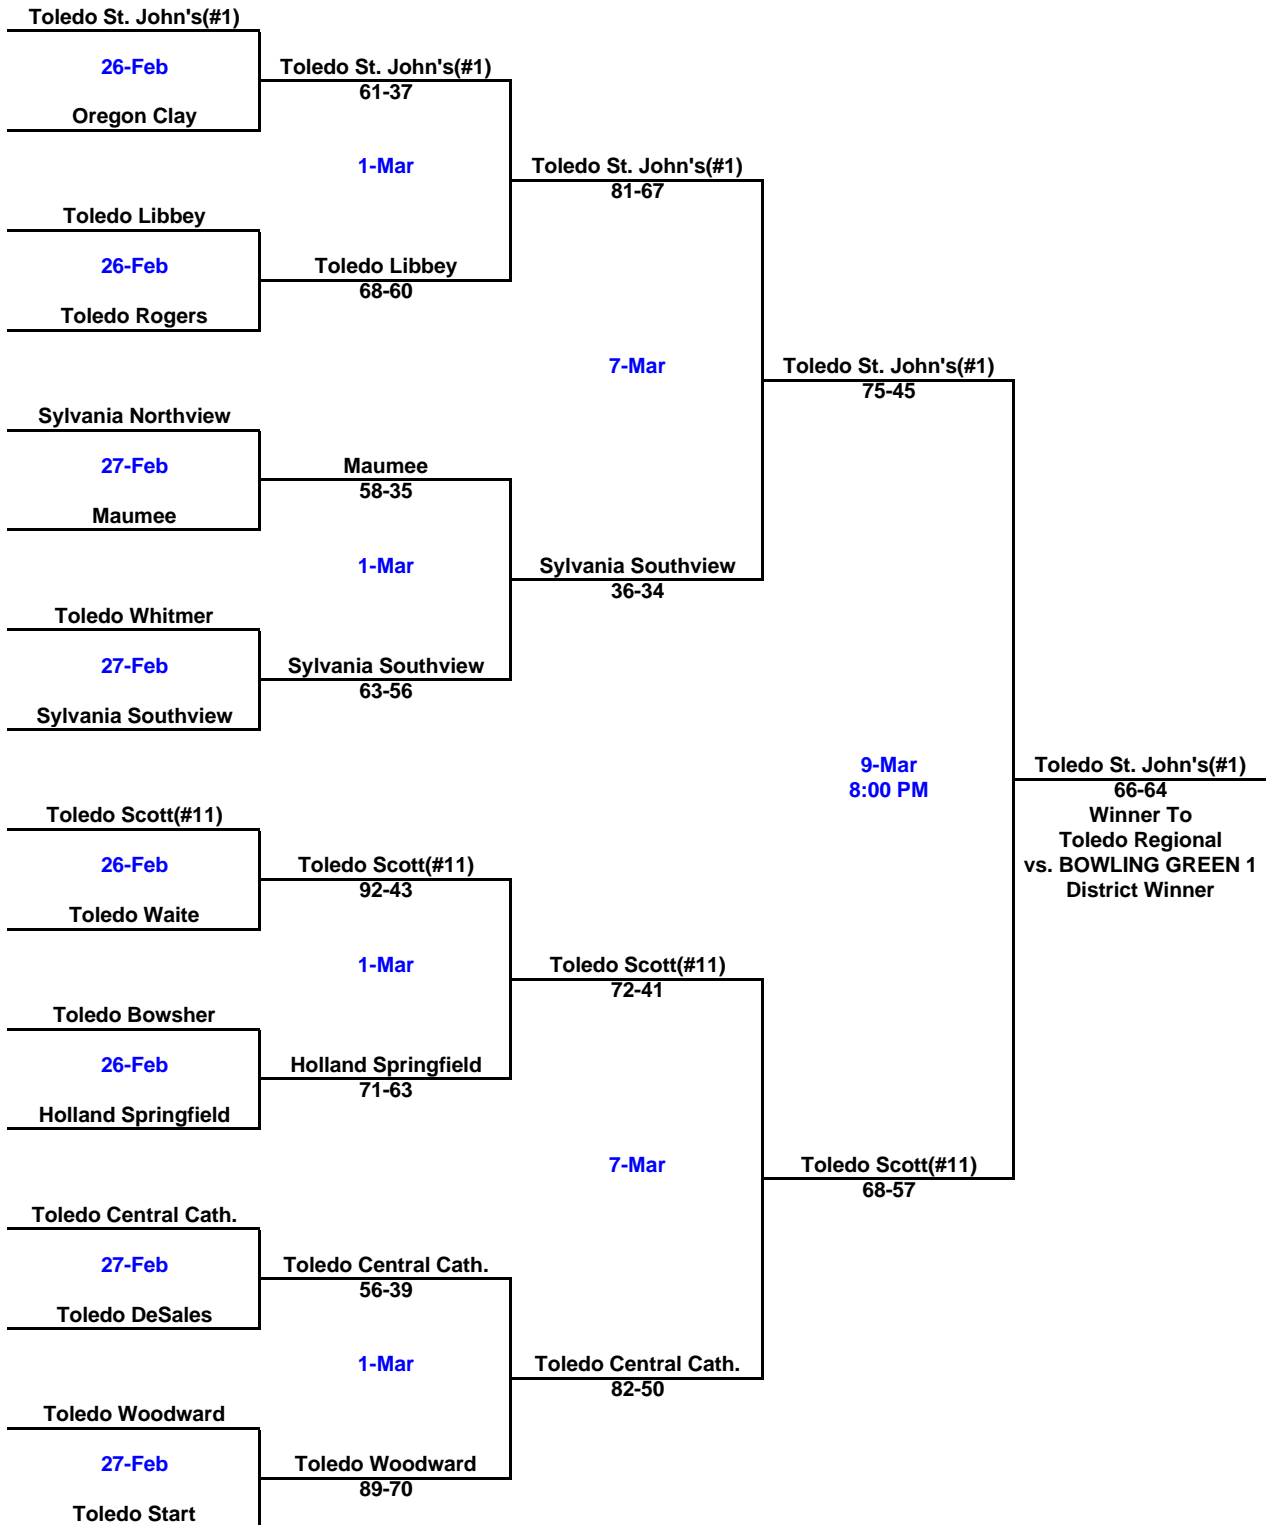 Toledo St. John's(#1)
26-Feb
Toledo St. John's(#1)
61-37
Oregon Clay
1-Mar
Toledo St. John's(#1)
81-67
Toledo Libbey
26-Feb
Toledo Libbey
68-60
Toledo Rogers
7-Mar
Toledo St. John's(#1)
75-45
Sylvania Northview
27-Feb
Maumee
58-35
Maumee
1-Mar
Sylvania Southview
36-34
Toledo Whitmer
27-Feb
Sylvania Southview
63-56
Sylvania Southview
9-Mar
8:00 PM
Toledo St. John's(#1)
66-64
Winner To
Toledo Regional
vs. BOWLING GREEN 1
District Winner
Toledo Scott(#11)
26-Feb
Toledo Scott(#11)
92-43
Toledo Waite
1-Mar
Toledo Scott(#11)
72-41
Toledo Bowsher
26-Feb
Holland Springfield
71-63
Holland Springfield
7-Mar
Toledo Scott(#11)
68-57
Toledo Central Cath.
27-Feb
Toledo Central Cath.
56-39
Toledo DeSales
1-Mar
Toledo Central Cath.
82-50
Toledo Woodward
27-Feb
Toledo Woodward
89-70
Toledo Start